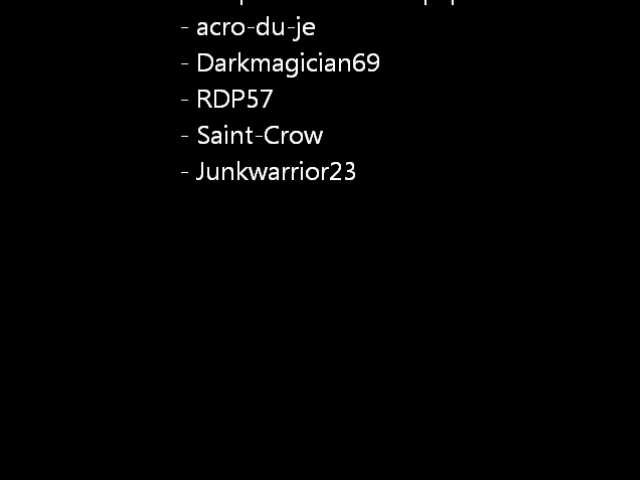 - acro-du-je
- Darkmagician69
- RDP57
- Saint-Crow
- Junkwarrior23